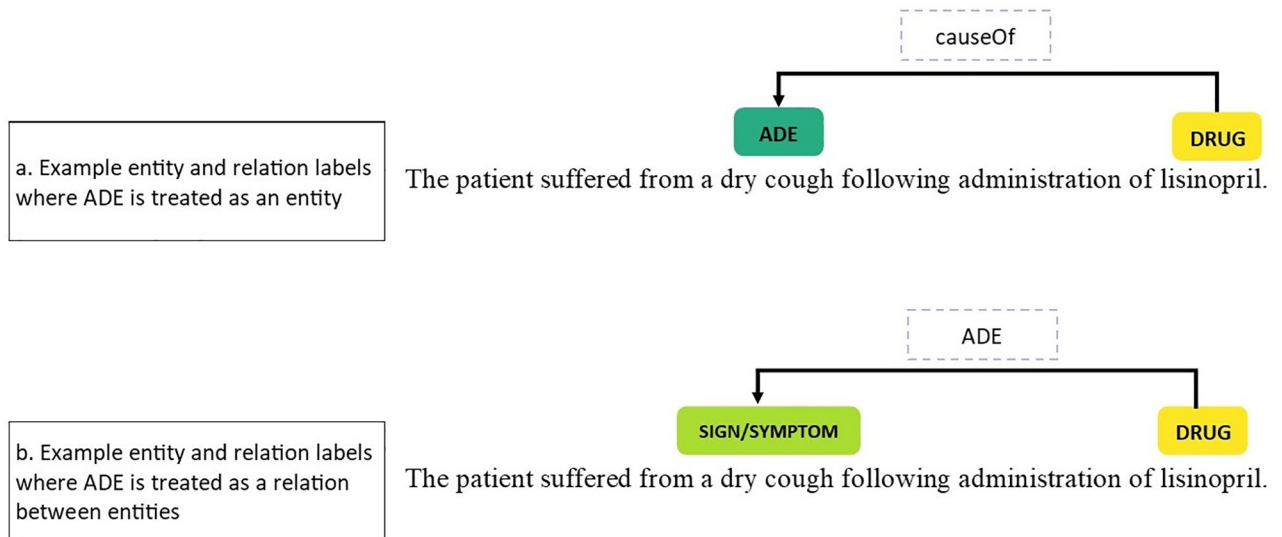 causeOf
ADE
DRUG
a. Example entity and relation labels
where ADE is treated as an entity
The patient suffered from a dry cough following administration of lisinopril.
ADE
SIGN/SYMPTOM
DRUG
b. Example entity and relation labels
where ADE is treated as a relation
between entities
The patient suffered from a dry cough following administration of lisinopril.